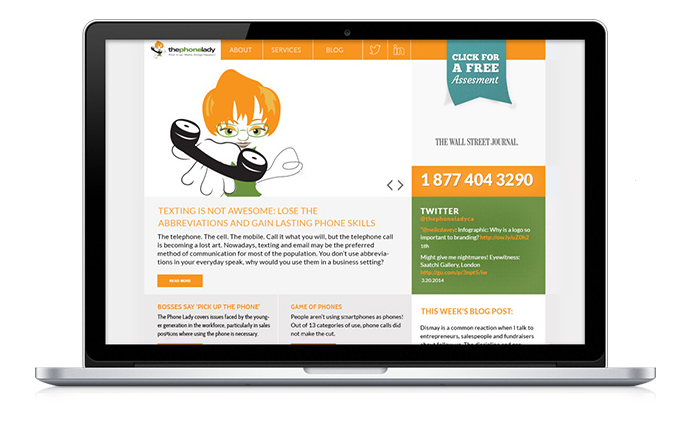 thephonelady
ABOUT
SERVICES
BLOG
CLICK FOR
A FREE
Assesment
THE WALL STREET JOURNAL.
1 877 404 3290
TEXTING IS NOT AWESOME: LOSE THE
ABBREVIATIONS AND GAIN LASTING PHONE SKILLS
The telephone. The cell. The mobile. Call it what you will, but the telephone call
is becoming a lost art. Nowadays, texting and email may be the preferred
method of communication for most of the population. You don't use abbrevia-
tions in your everyday speak, why would you use them in a business setting?
READ MORE
TWITTER
@thephoneladyca
Infographic: Why is a logo so
important to branding?
18h
Might give me nightmares! Eyewitness:
Saatchi Gallery, London
3.20.2014
BOSSES SAY 'PICK UP THE PHONE'
The Phone Lady covers issues faced by the young-
er generation in the workforce, particularly in sales
positions where using the phone is necessary.
GAME OF PHONES
People aren't using smartphones as phones!
Out of 13 categories of use, phone calls did
not make the cut.
THIS WEEK'S BLOG POST:
Dismay is a common reaction when I talk to
entrepreneurs, salespeople and fundraisers